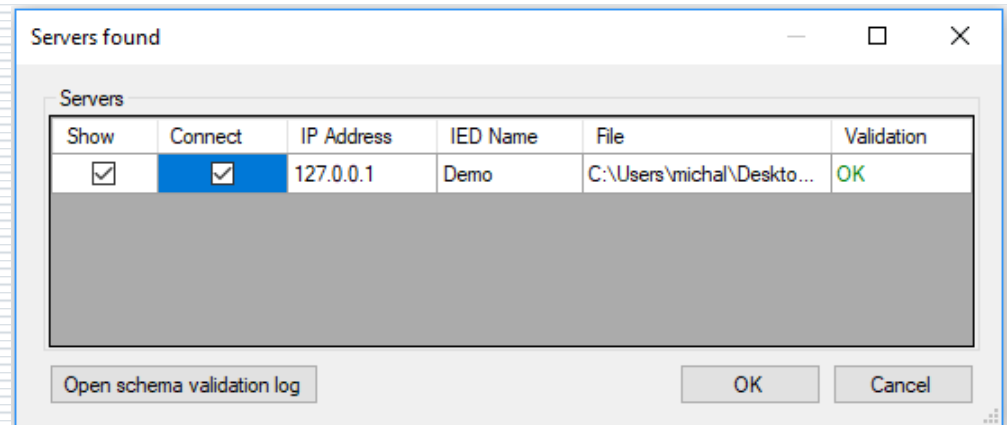 Servers found
Servers
Show Connect IP Address IED Name File Validation
127.0.0.1 Demo C:\Users\michal\Deskto... OK
Open schema validation log OK Cancel